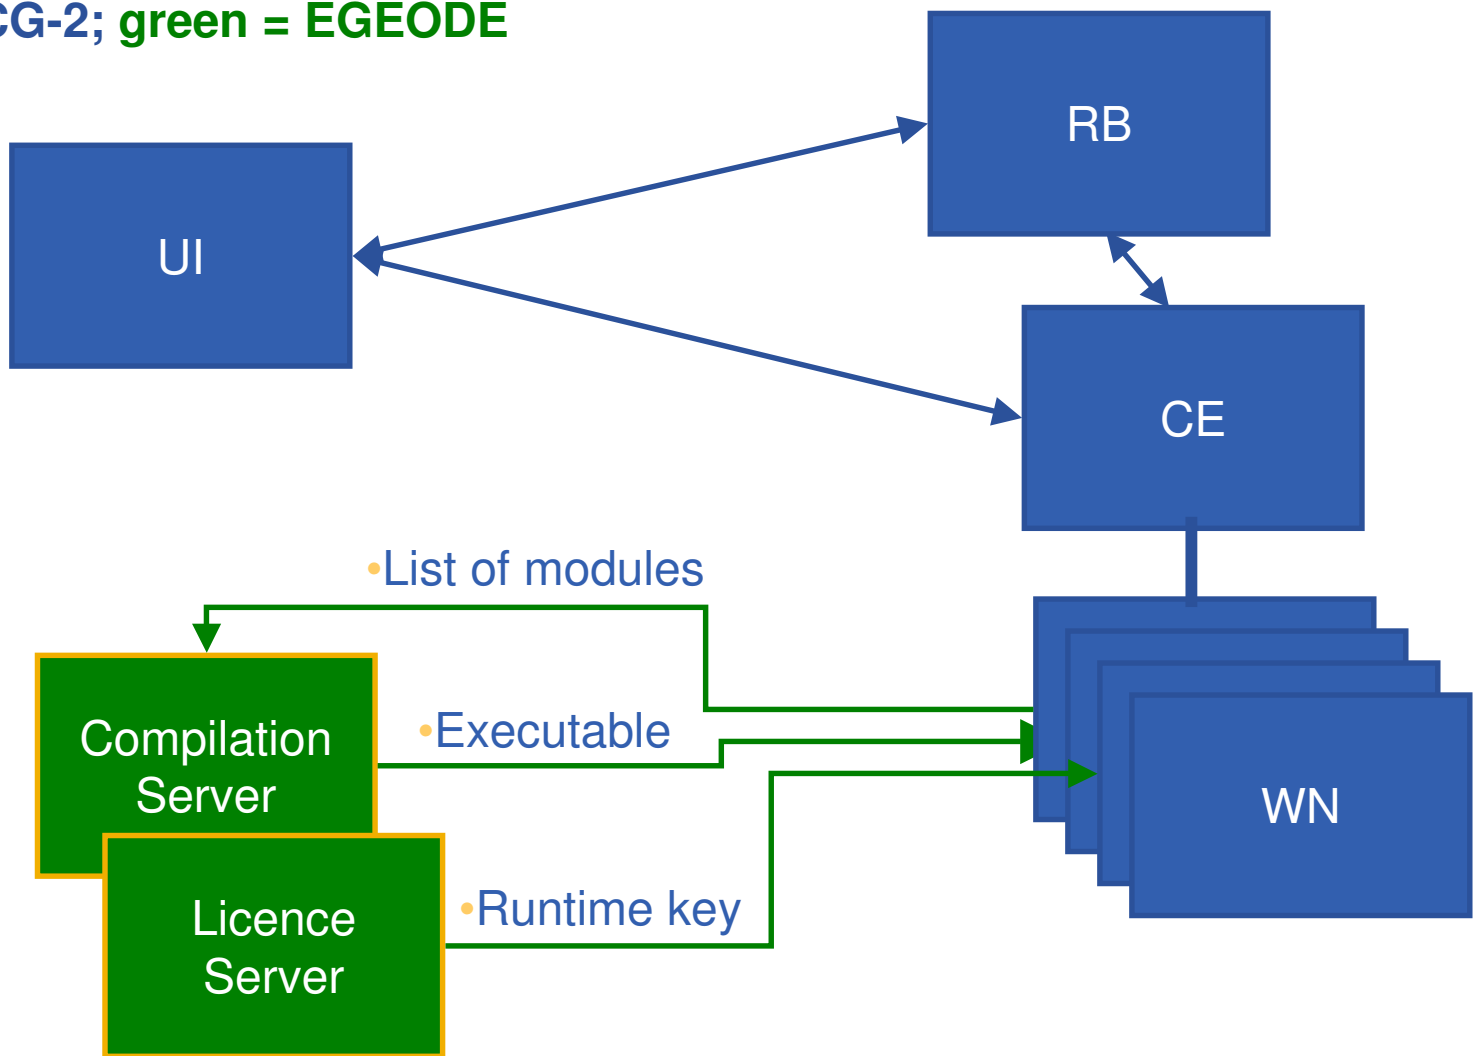 CG-2; green = EGEODE
RB
UI
CE
•List of modules
Compilation
Server
•Executable
WN
Licence
Server
•Runtime key